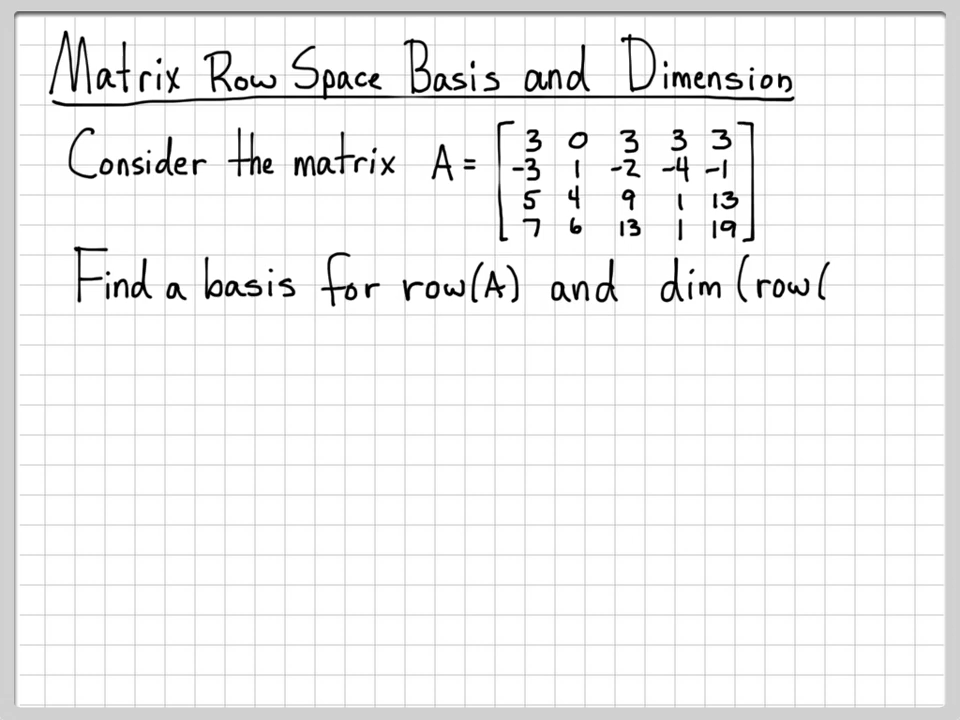 Matrix Row Space Basis and Dimension
Consider the matrix A = [ 3 0 3 3 3
-3 1 -2 -4 -1
5 4 9 1 13
7 6 13 1 19 ]
Find a basis for row(A) and dim(row(